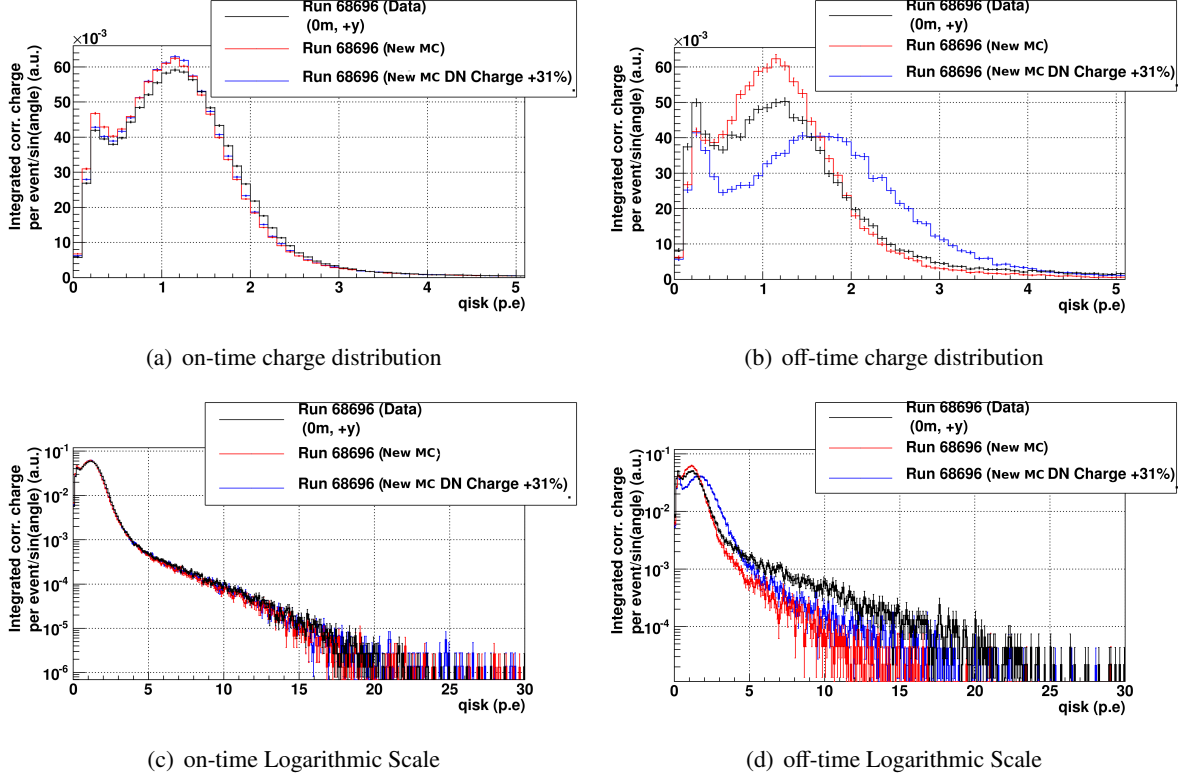 Run 68696 (Data)
(0m, +y)
Run 68696 (New MC)
Run 68696 (New MC DN Charge +31%)
.
×10⁻³
Integrated corr. charge
per event/sin(angle) (a.u.)
60
50
40
30
20
10
0
0 1 2 3 4 5
qisk (p.e)
(a) on-time charge distribution
Run 68696 (Data)
(0m, +y)
Run 68696 (New MC)
Run 68696 (New MC DN Charge +31%)
.
×10⁻³
Integrated corr. charge
per event/sin(angle) (a.u.)
60
50
40
30
20
10
0
0 1 2 3 4 5
qisk (p.e)
(b) off-time charge distribution
Run 68696 (Data)
(0m, +y)
Run 68696 (New MC)
Run 68696 (New MC DN Charge +31%)
.
Integrated corr. charge
per event/sin(angle) (a.u.)
10⁻¹
10⁻²
10⁻³
10⁻⁴
10⁻⁵
10⁻⁶
0 5 10 15 20 25 30
qisk (p.e)
(c) on-time Logarithmic Scale
Run 68696 (Data)
(0m, +y)
Run 68696 (New MC)
Run 68696 (New MC DN Charge +31%)
.
Integrated corr. charge
per event/sin(angle) (a.u.)
10⁻¹
10⁻²
10⁻³
10⁻⁴
0 5 10 15 20 25 30
qisk (p.e)
(d) off-time Logarithmic Scale